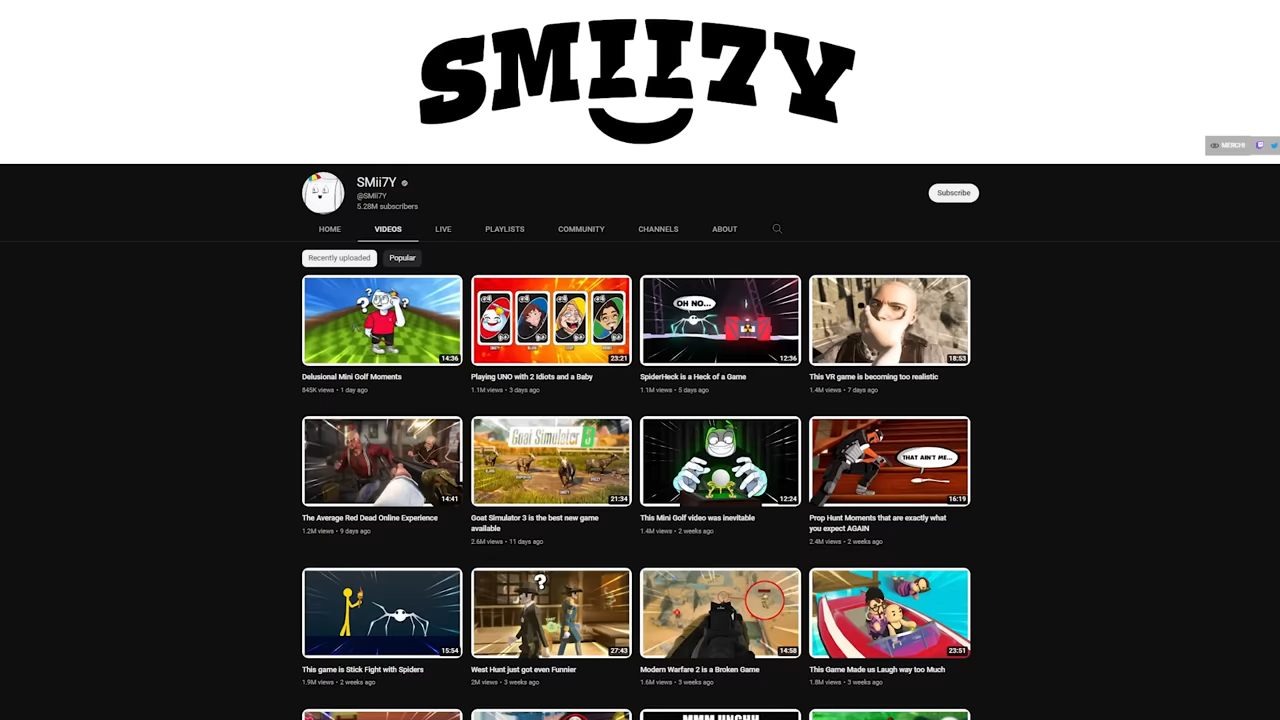 SMII7Y
MERCH!
SMii7Y
@SMii7Y
5.28M subscribers
Subscribe
HOME
VIDEOS
LIVE
PLAYLISTS
COMMUNITY
CHANNELS
ABOUT
Recently uploaded
Popular
14:36
+4
+4
+4
+4
23:21
OH NO...
12:36
18:53
Delusional Mini Golf Moments
845K views • 1 day ago
Playing UNO with 2 Idiots and a Baby
1.1M views • 3 days ago
SpiderHeck is a Heck of a Game
1.1M views • 5 days ago
This VR game is becoming too realistic
1.4M views • 7 days ago
14:41
Goat Simulator 3
21:34
12:24
THAT AIN'T ME...
16:19
The Average Red Dead Online Experience
1.2M views • 9 days ago
Goat Simulator 3 is the best new game
available
2.6M views • 11 days ago
This Mini Golf video was inevitable
1.4M views • 2 weeks ago
Prop Hunt Moments that are exactly what
you expect AGAIN
2.4M views • 2 weeks ago
15:54
?
27:43
14:58
23:51
This game is Stick Fight with Spiders
1.9M views • 2 weeks ago
West Hunt just got even Funnier
2M views • 3 weeks ago
Modern Warfare 2 is a Broken Game
1.6M views • 3 weeks ago
This Game Made us Laugh way too Much
1.8M views • 3 weeks ago